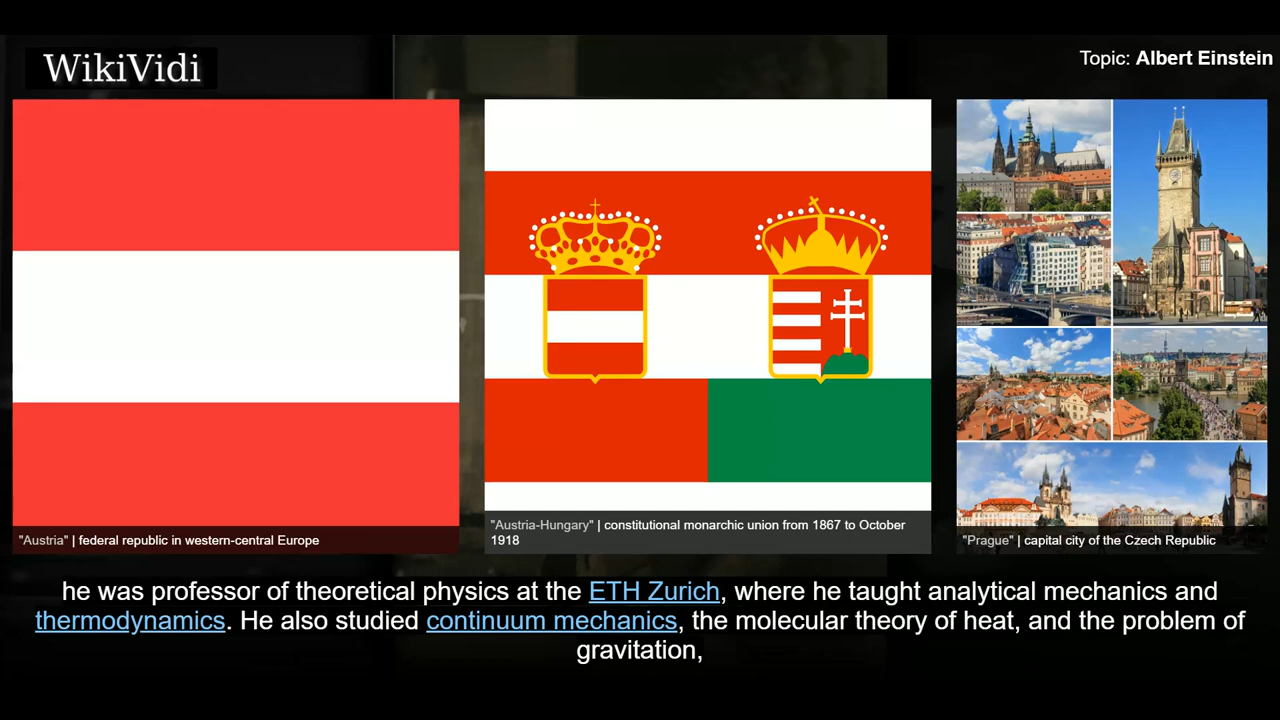 WikiVidi
Topic: Albert Einstein
"Austria" | federal republic in western-central Europe
"Austria-Hungary" | constitutional monarchic union from 1867 to October
1918
"Prague" | capital city of the Czech Republic
he was professor of theoretical physics at the ETH Zurich, where he taught analytical mechanics and
thermodynamics. He also studied continuum mechanics, the molecular theory of heat, and the problem of
gravitation,